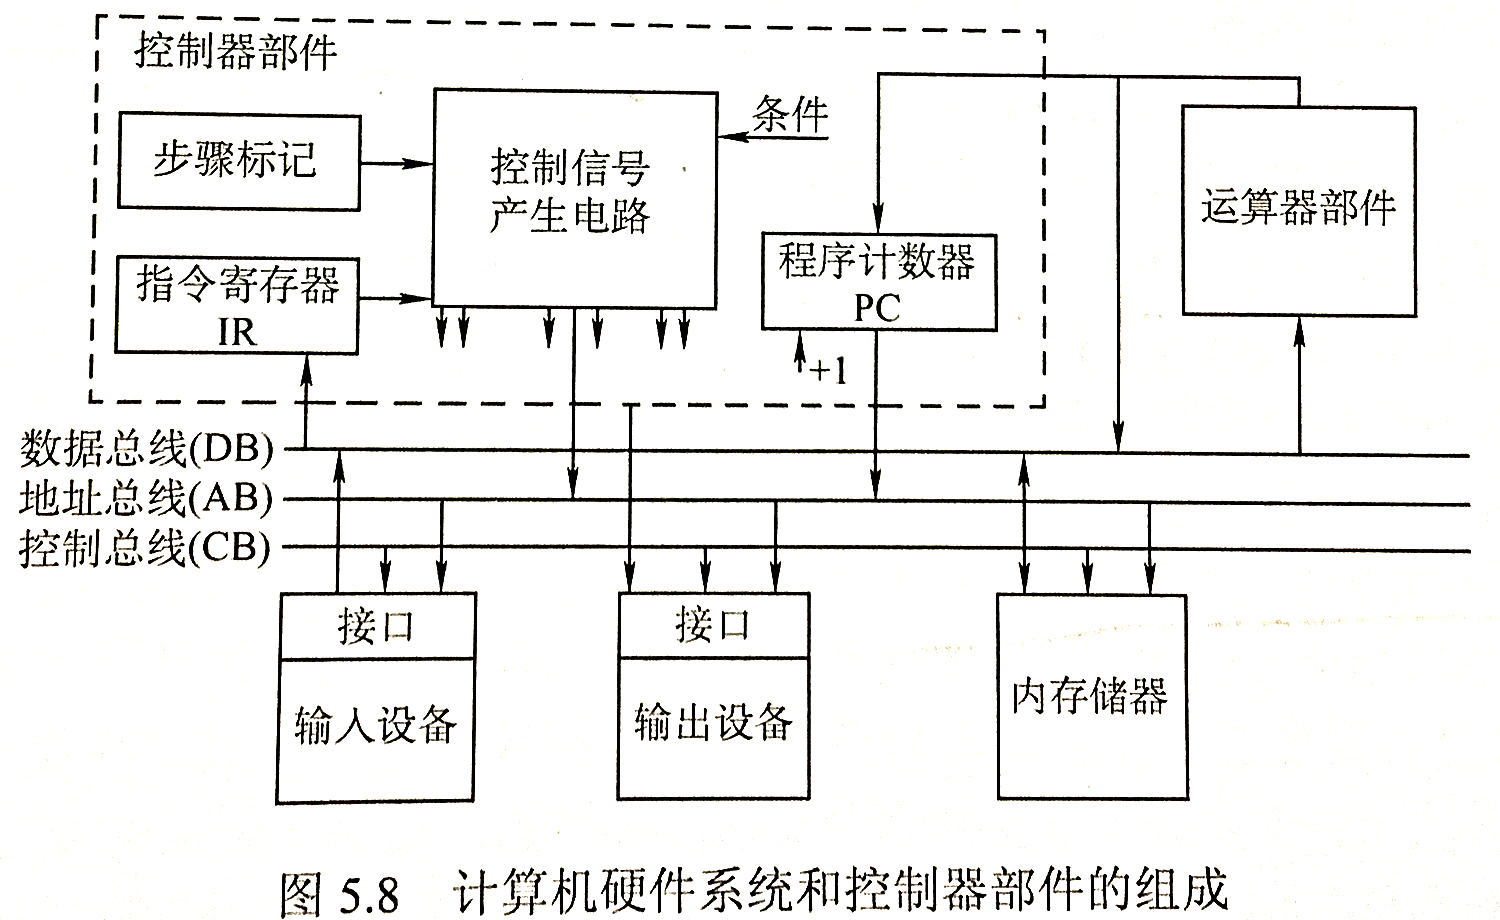 控制器部件
步骤标记
控制信号
产生电路
条件
运算器部件
指令寄存器
IR
程序计数器
PC
+1
数据总线(DB)
地址总线(AB)
控制总线(CB)
接口
输入设备
接口
输出设备
内存储器
图 5.8 计算机硬件系统和控制器部件的组成